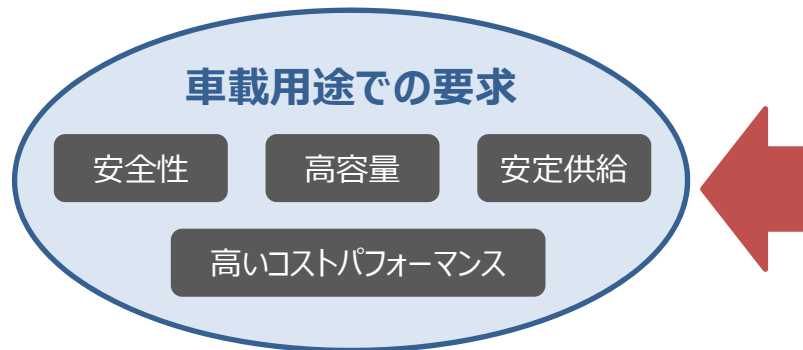 車載用途での要求
安全性
高容量
安定供給
高いコストパフォーマンス